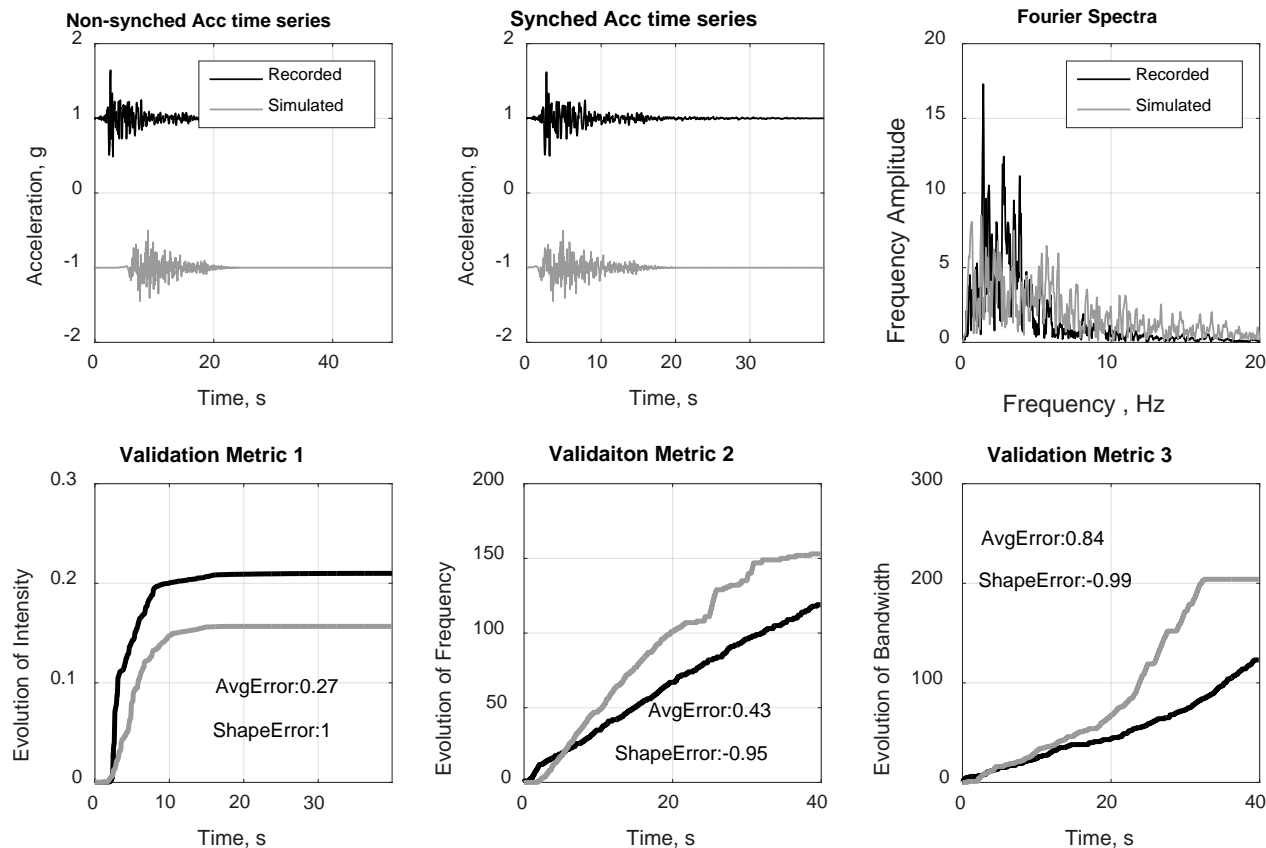 Non-synched Acc time series
2
1
0
-1
-2
Acceleration, g
0
20
40
Time, s
Recorded
Simulated
Synched Acc time series
2
1
0
-1
-2
Acceleration, g
0
10
20
30
Time, s
Fourier Spectra
20
15
10
5
0
Frequency Amplitude
0
10
20
Frequency , Hz
Recorded
Simulated
Validation Metric 1
0.3
0.2
0.1
0
Evolution of Intensity
AvgError:0.27
ShapeError:1
0
10
20
30
Time, s
Validaiton Metric 2
200
150
100
50
0
Evolution of Frequency
AvgError:0.43
ShapeError:-0.95
0
20
40
Time, s
Validation Metric 3
300
200
100
0
Evolution of Bandwidth
AvgError:0.84
ShapeError:-0.99
0
20
40
Time, s